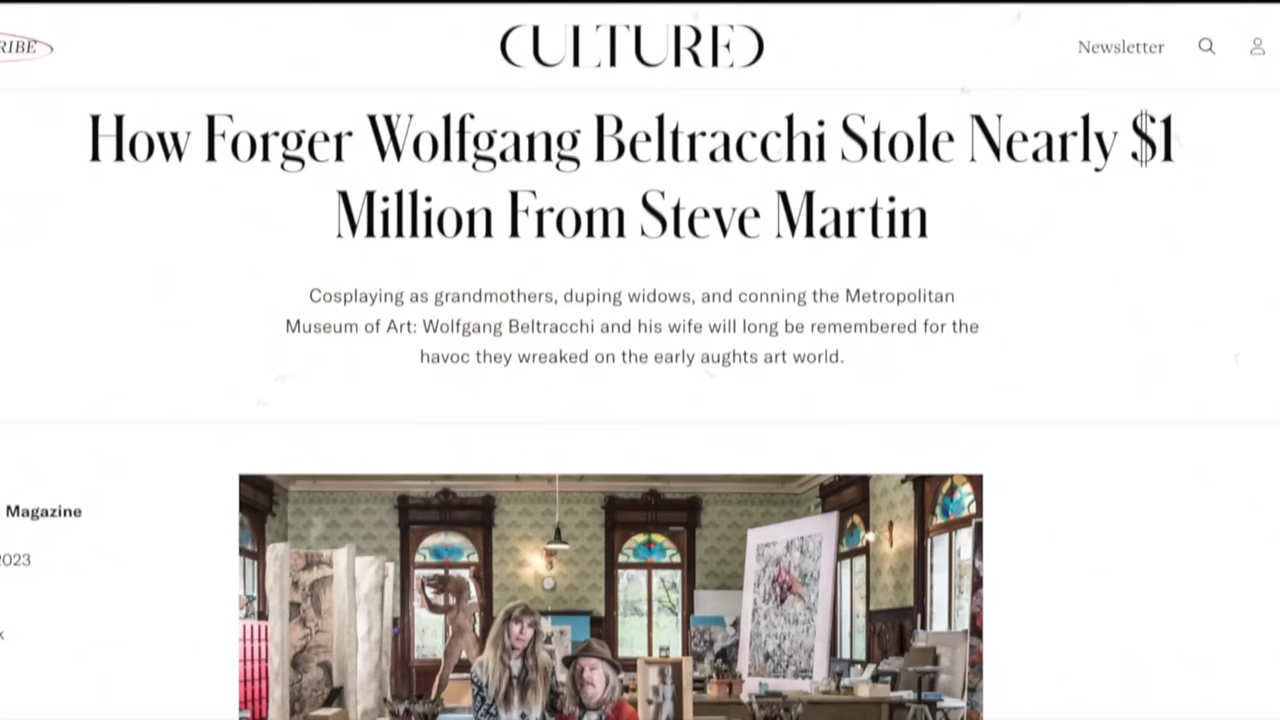 RIBE
CULTURED
Newsletter
How Forger Wolfgang Beltracchi Stole Nearly $1
Million From Steve Martin
Cosplaying as grandmothers, duping widows, and conning the Metropolitan
Museum of Art: Wolfgang Beltracchi and his wife will long be remembered for the
havoc they wreaked on the early aughts art world.
Magazine
2023
k